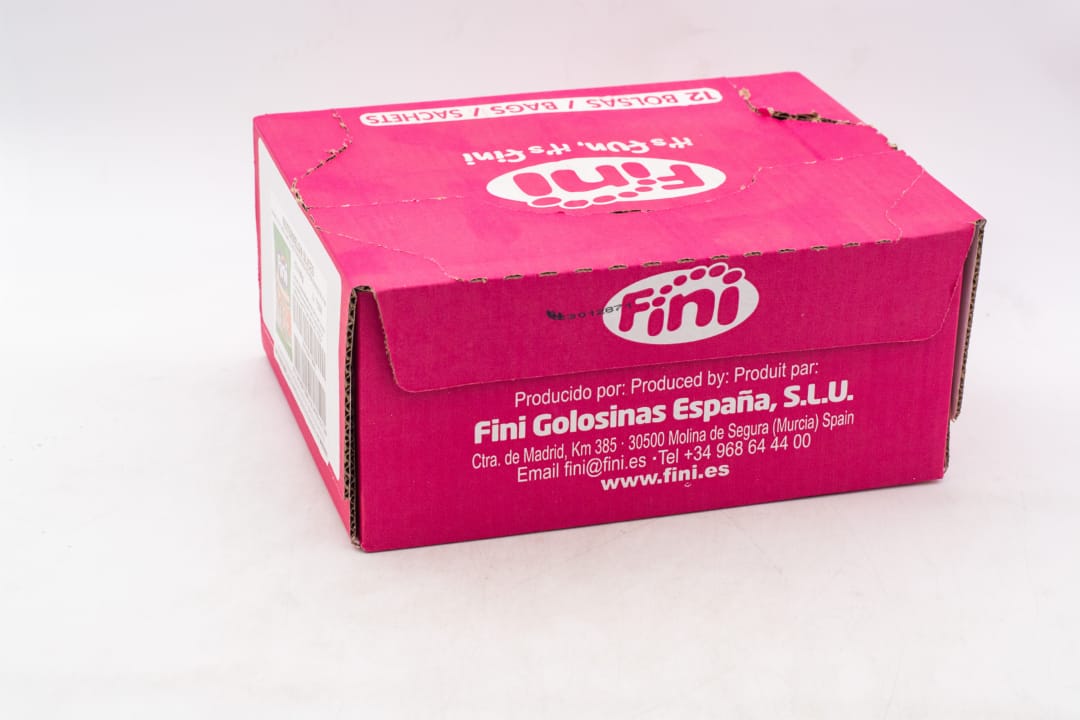 12 BOLSAS / BAGS / SACHETS
it's fun, it's fini
Fini
Fini
Producido por: Produced by: Produit par:
Fini Golosinas España, S.L.U.
Ctra. de Madrid, Km 385 · 30500 Molina de Segura (Murcia) Spain
Email fini@fini.es · Tel +34 968 64 44 00
www.fini.es